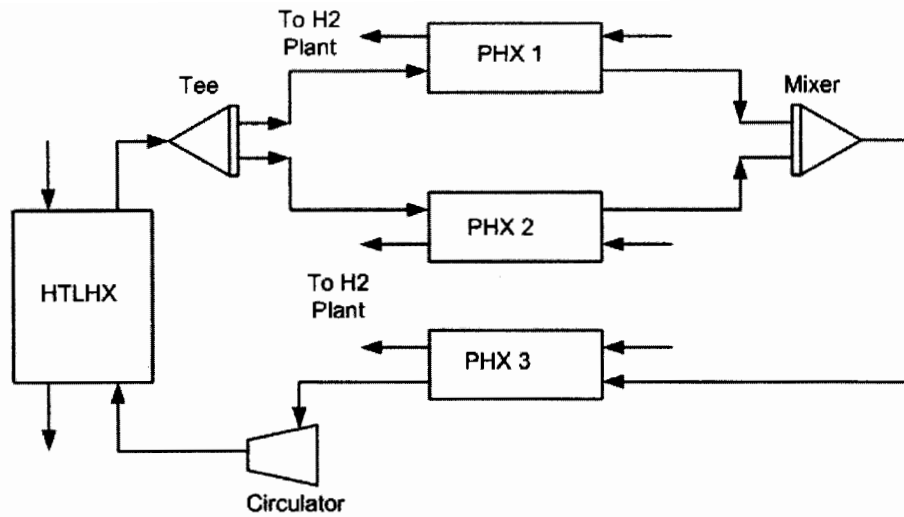 To H2
Plant
PHX 1
Tee
Mixer
PHX 2
HTLHX
To H2
Plant
PHX 3
Circulator